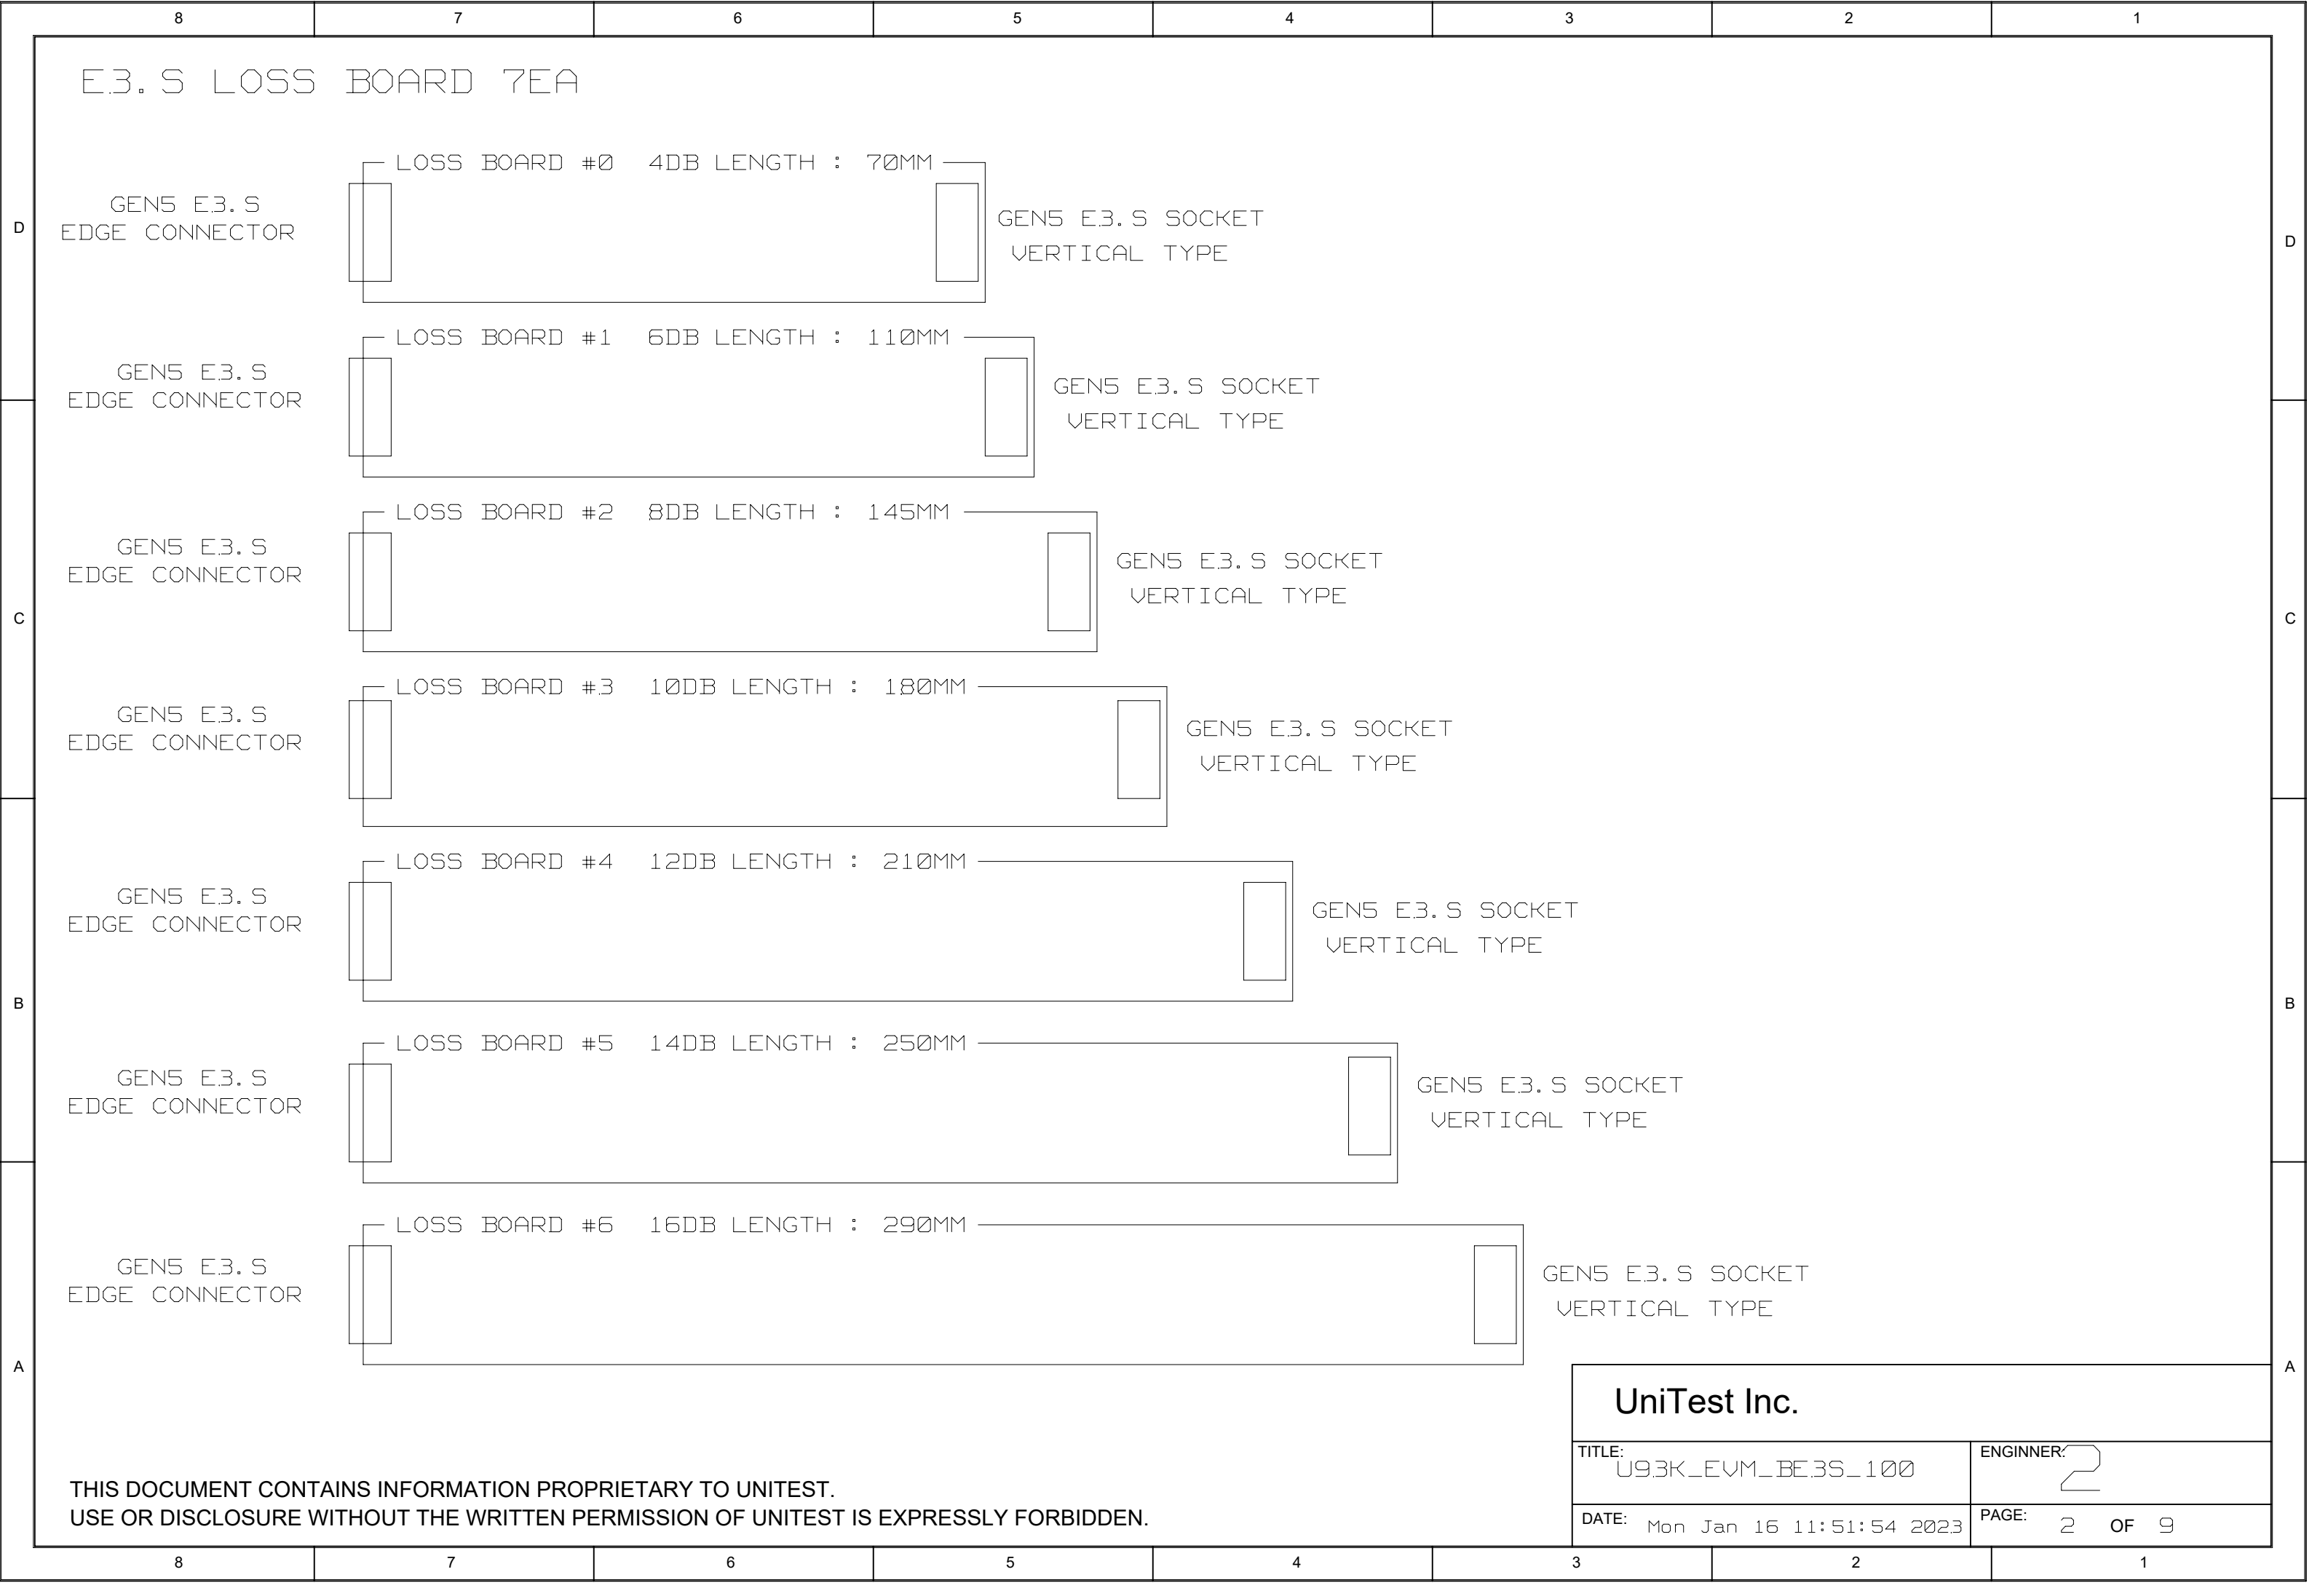 8 7 6 5 4 3 2 1
E3.S LOSS BOARD 7EA
LOSS BOARD #0 4DB LENGTH : 70MM
GEN5 E3.S
EDGE CONNECTOR
GEN5 E3.S SOCKET
VERTICAL TYPE
D
D
LOSS BOARD #1 6DB LENGTH : 110MM
GEN5 E3.S
EDGE CONNECTOR
GEN5 E3.S SOCKET
VERTICAL TYPE
LOSS BOARD #2 8DB LENGTH : 145MM
GEN5 E3.S
EDGE CONNECTOR
GEN5 E3.S SOCKET
VERTICAL TYPE
C
C
LOSS BOARD #3 10DB LENGTH : 180MM
GEN5 E3.S
EDGE CONNECTOR
GEN5 E3.S SOCKET
VERTICAL TYPE
LOSS BOARD #4 12DB LENGTH : 210MM
GEN5 E3.S
EDGE CONNECTOR
GEN5 E3.S SOCKET
VERTICAL TYPE
B
B
LOSS BOARD #5 14DB LENGTH : 250MM
GEN5 E3.S
EDGE CONNECTOR
GEN5 E3.S SOCKET
VERTICAL TYPE
LOSS BOARD #6 16DB LENGTH : 290MM
GEN5 E3.S
EDGE CONNECTOR
GEN5 E3.S SOCKET
VERTICAL TYPE
A
A
UniTest Inc.
TITLE: U93K_EVM_BE3S_100
ENGINNER: 2
THIS DOCUMENT CONTAINS INFORMATION PROPRIETARY TO UNITEST.
USE OR DISCLOSURE WITHOUT THE WRITTEN PERMISSION OF UNITEST IS EXPRESSLY FORBIDDEN.
DATE: Mon Jan 16 11:51:54 2023
PAGE: 2 OF 9
8 7 6 5 4 3 2 1